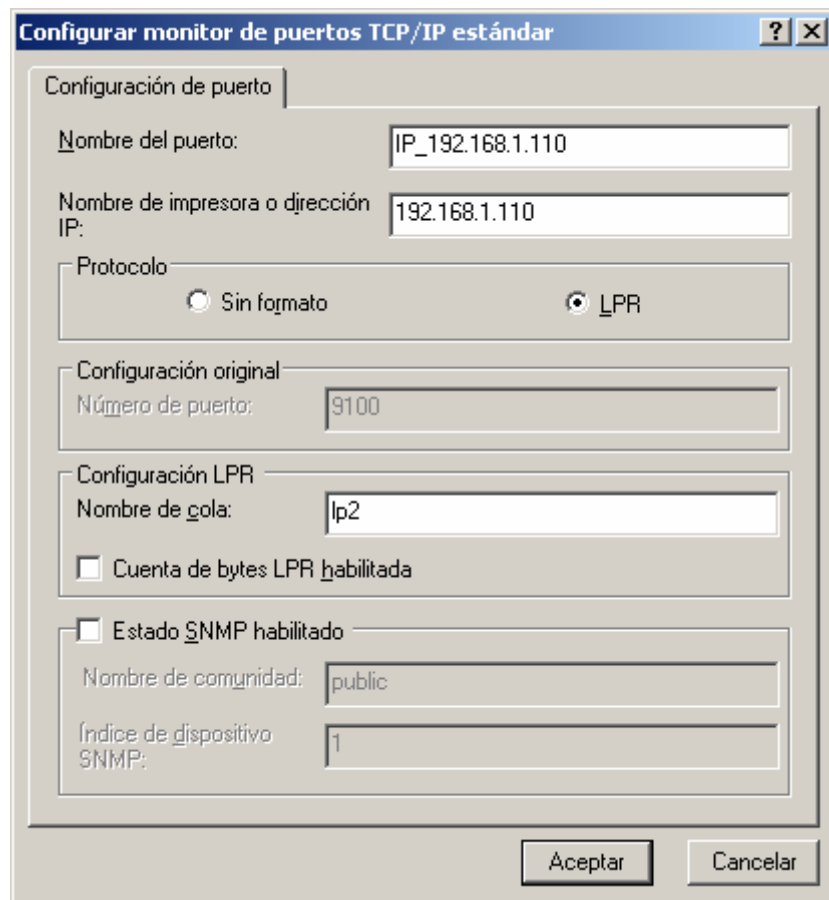 Configurar monitor de puertos TCP/IP estándar
Configuración de puerto
Nombre del puerto:
IP_192.168.1.110
Nombre de impresora o dirección
IP:
192.168.1.110
Protocolo
Sin formato
LPR
Configuración original
Número de puerto:
9100
Configuración LPR
Nombre de cola:
lp2
Cuenta de bytes LPR habilitada
Estado SNMP habilitado
Nombre de comunidad:
public
Índice de dispositivo
SNMP:
1
Aceptar
Cancelar